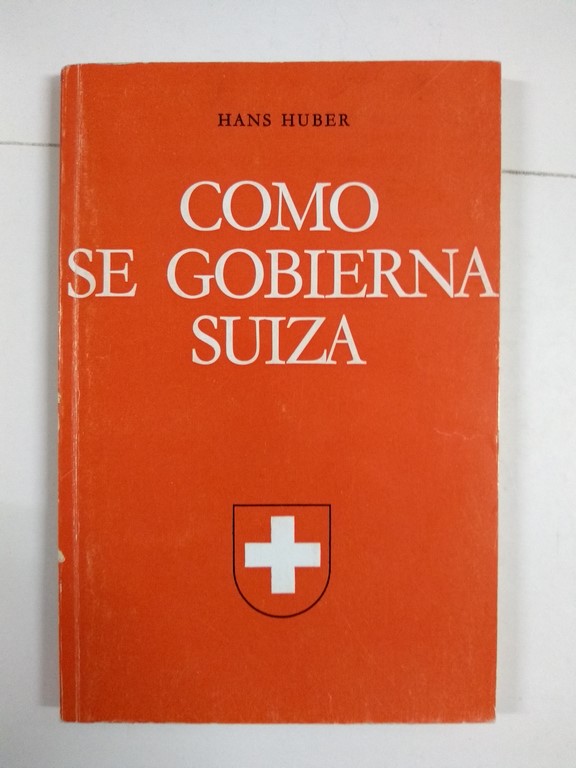 HANS HUBER
COMO
SE GOBIERNA
SUIZA